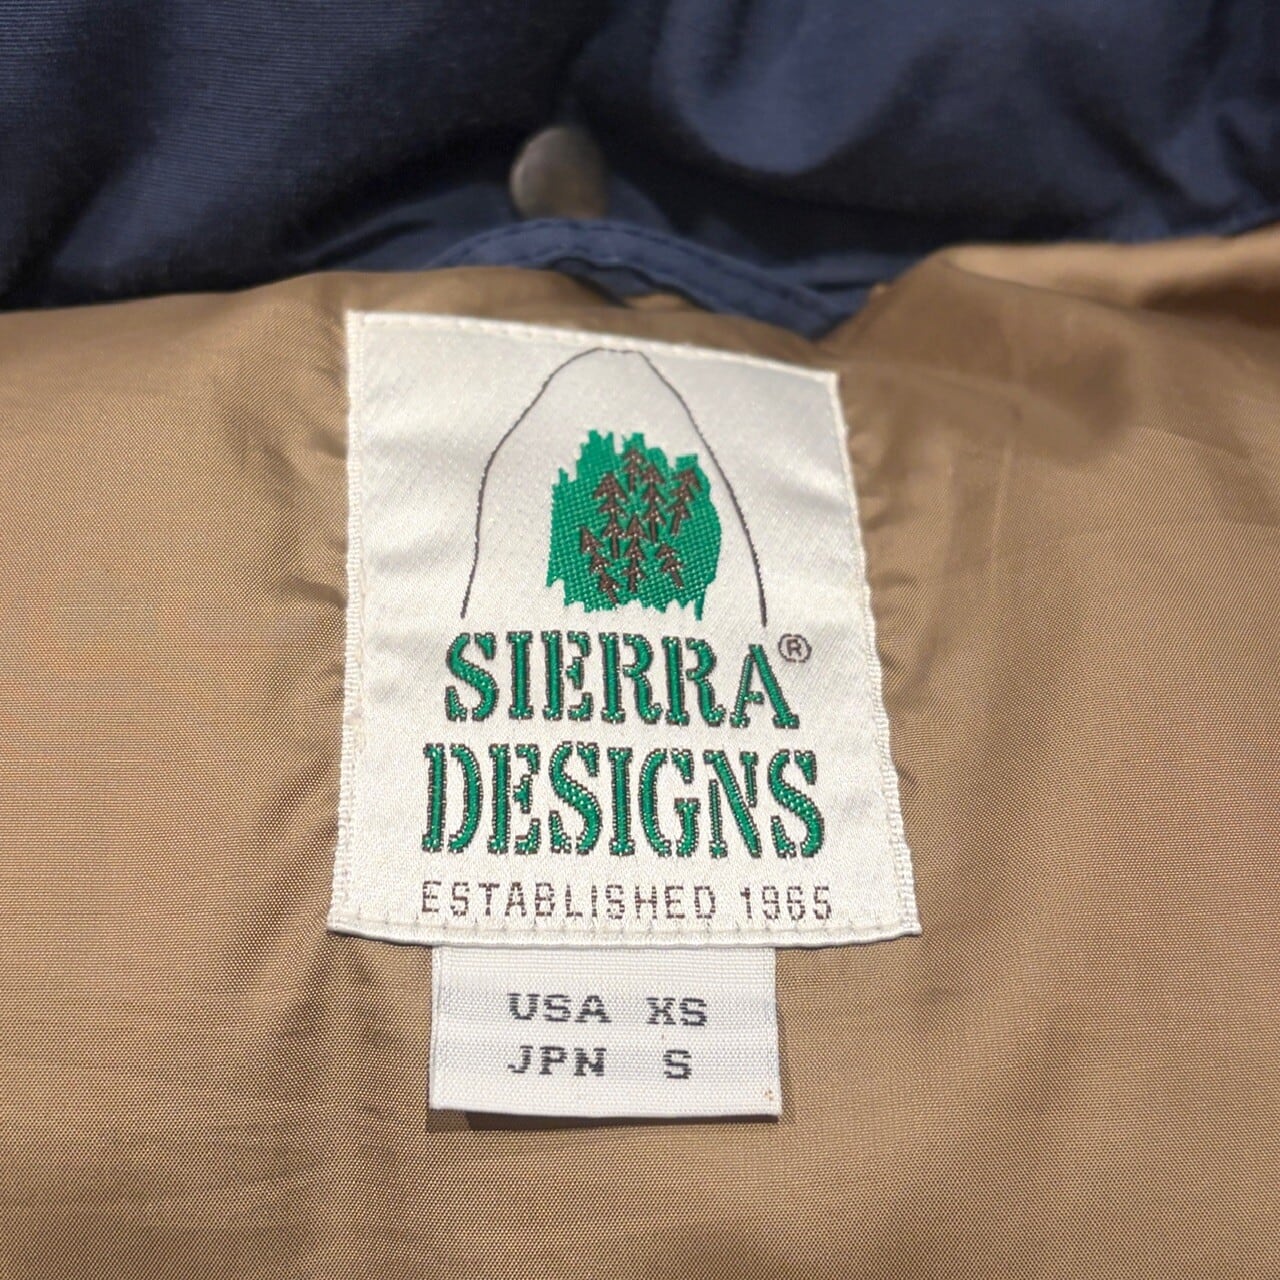 SIERRA®
DESIGNS
ESTABLISHED 1965
USA XS
JPN S